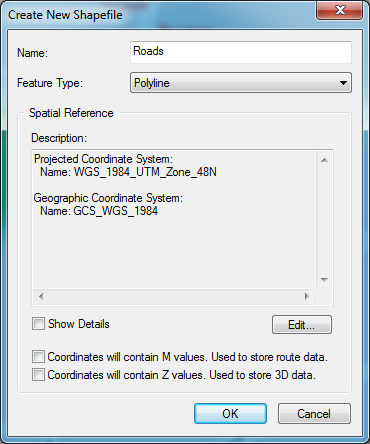 Create New Shapefile
Name: Roads
Feature Type: Polyline
Spatial Reference
Description:
Projected Coordinate System:
Name: WGS_1984_UTM_Zone_48N
Geographic Coordinate System:
Name: GCS_WGS_1984
Show Details
Edit...
Coordinates will contain M values. Used to store route data.
Coordinates will contain Z values. Used to store 3D data.
OK Cancel